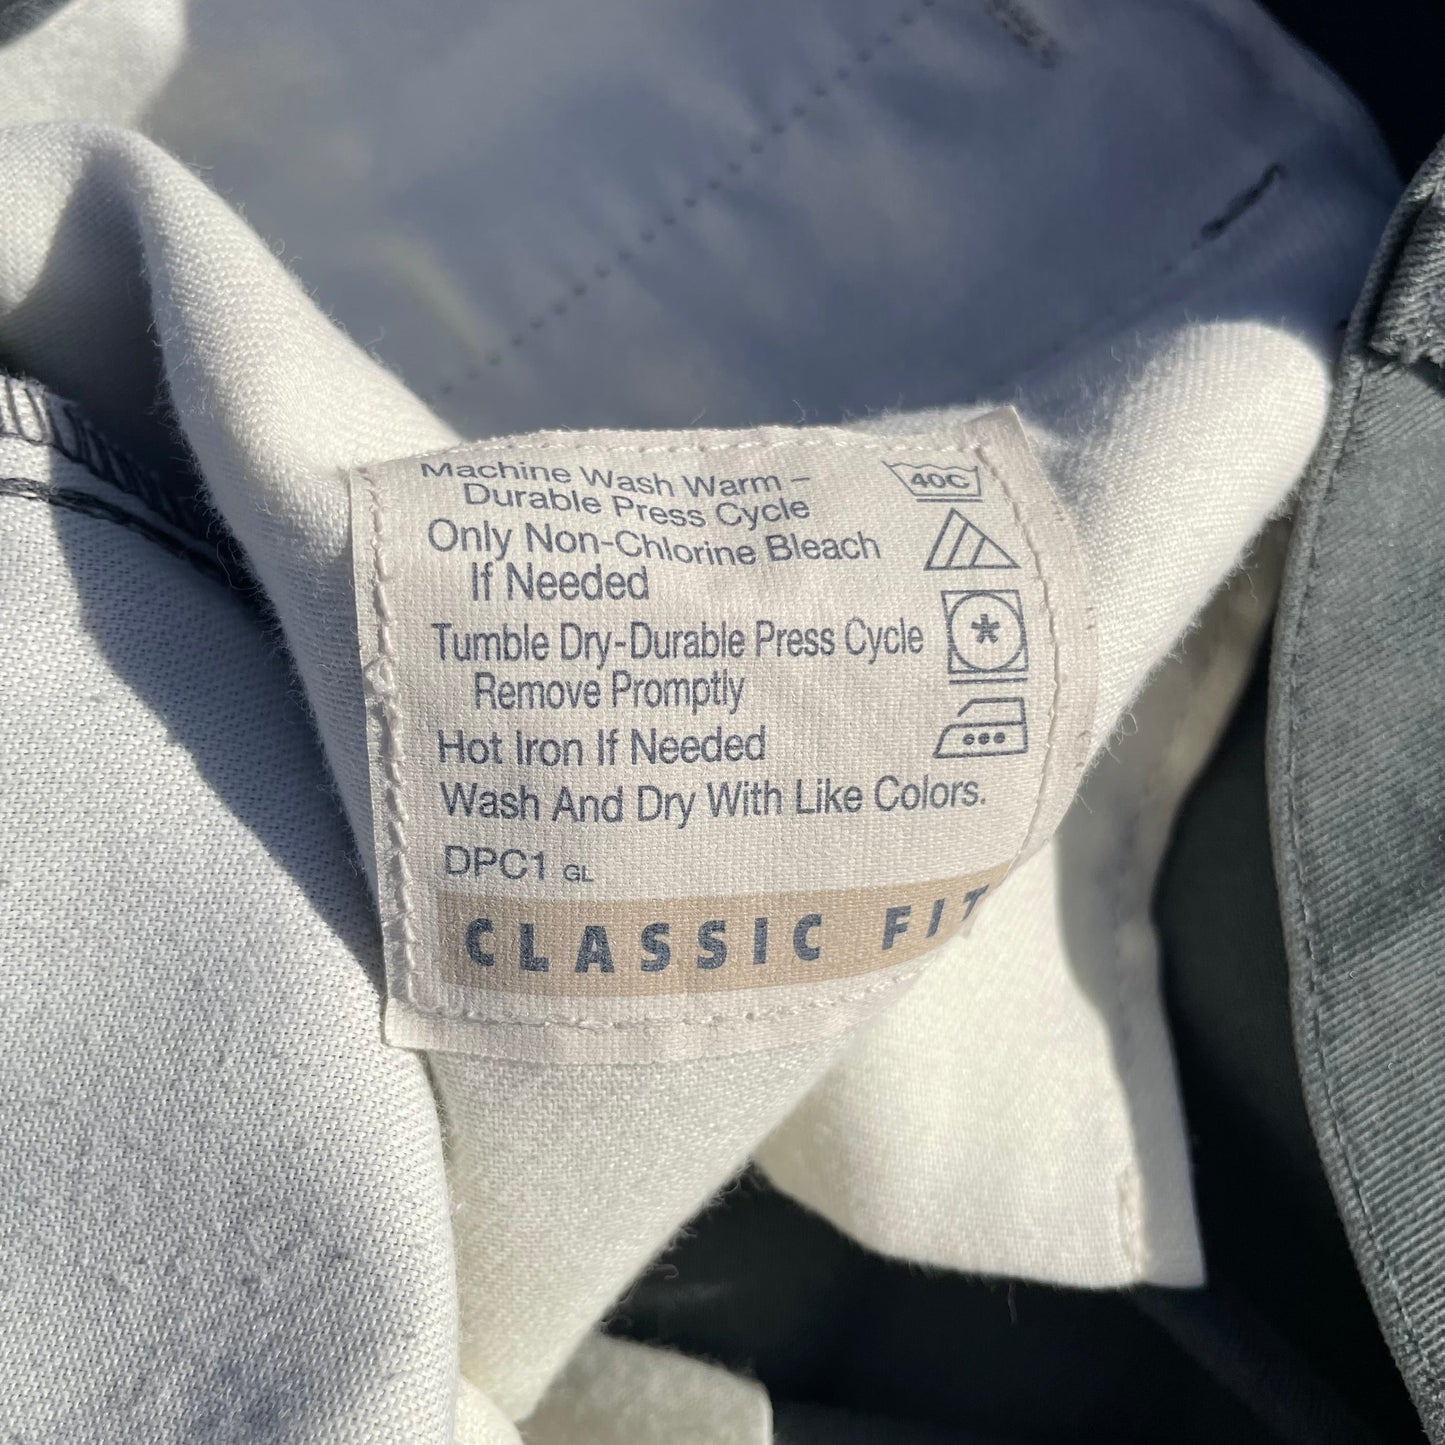 Machine Wash Warm –
Durable Press Cycle
40C
Only Non-Chlorine Bleach
If Needed
Tumble Dry-Durable Press Cycle
Remove Promptly
Hot Iron If Needed
Wash And Dry With Like Colors.
DPC1 GL
CLASSIC FIT